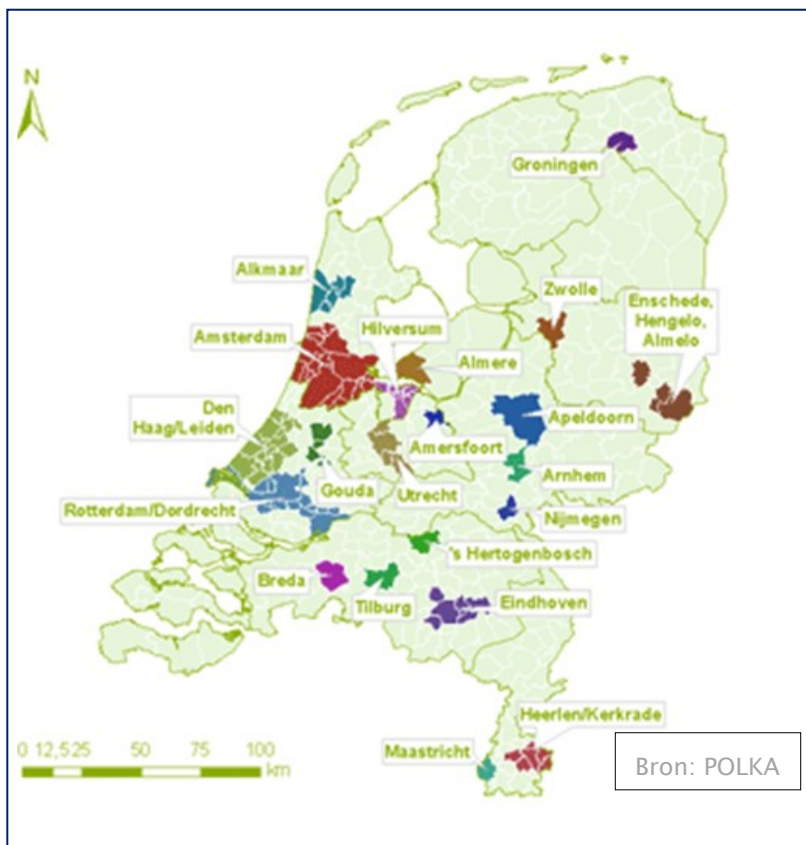 N
Groningen
Alkmaar
Zwolle
Enschede,
Hengelo,
Almelo
Hilversum
Amsterdam
Almere
Den
Haag/Leiden
Apeldoorn
Amersfoort
Arnhem
Gouda
Utrecht
Rotterdam/Dordrecht
Nijmegen
's Hertogenbosch
Breda
Tilburg
Eindhoven
Heerlen/Kerkrade
Maastricht
0 12,525 50 75 100
km
Bron: POLKA